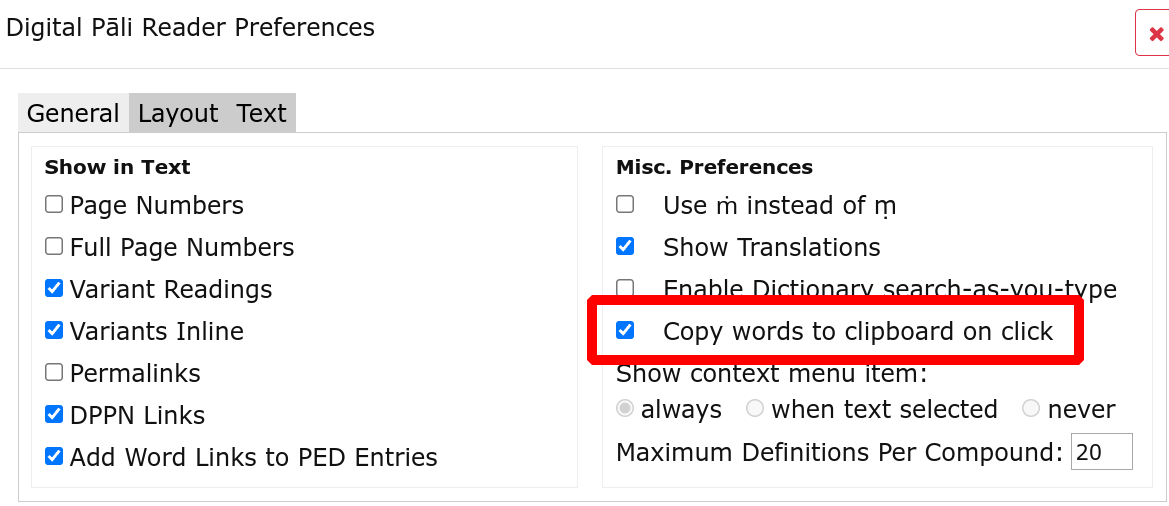 Digital Pāli Reader Preferences
General Layout Text
Show in Text
Page Numbers
Full Page Numbers
Variant Readings
Variants Inline
Permalinks
DPPN Links
Add Word Links to PED Entries
Misc. Preferences
Use ṁ instead of ṃ
Show Translations
Enable Dictionary search-as-you-type
Copy words to clipboard on click
Show context menu item:
always when text selected never
Maximum Definitions Per Compound: 20